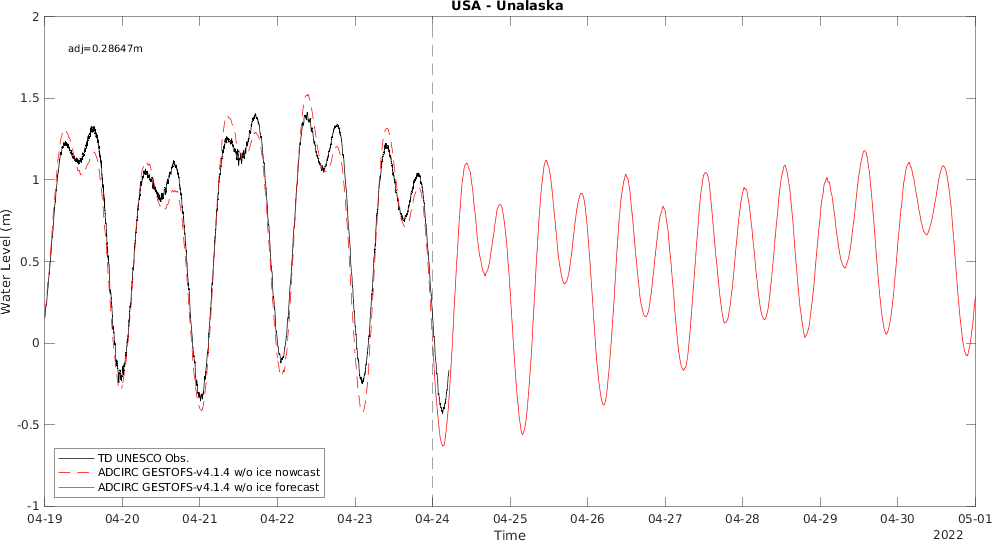 USA - Unalaska
2
adj=0.28647m
1.5
1
0.5
0
-0.5
-1
Water Level (m)
TD UNESCO Obs.
ADCIRC GESTOFS-v4.1.4 w/o ice nowcast
ADCIRC GESTOFS-v4.1.4 w/o ice forecast
04-19 04-20 04-21 04-22 04-23 04-24 04-25 04-26 04-27 04-28 04-29 04-30 05-01
Time
2022